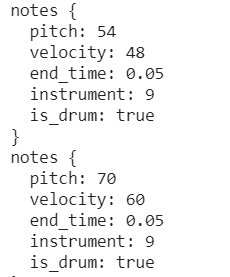 notes {
  pitch: 54
  velocity: 48
  end_time: 0.05
  instrument: 9
  is_drum: true
}
notes {
  pitch: 70
  velocity: 60
  end_time: 0.05
  instrument: 9
  is_drum: true